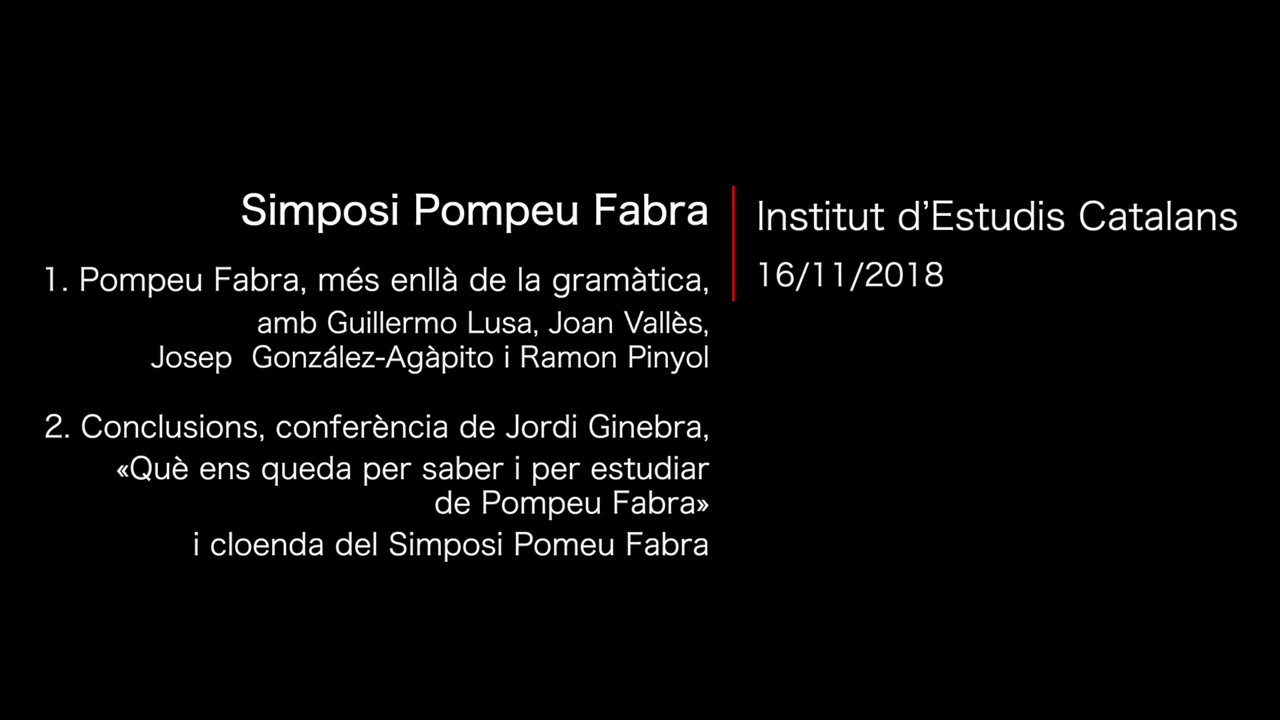 Simposi Pompeu Fabra
1. Pompeu Fabra, més enllà de la gramàtica,
amb Guillermo Lusa, Joan Vallès,
Josep González-Agàpito i Ramon Pinyol
2. Conclusions, conferència de Jordi Ginebra,
«Què ens queda per saber i per estudiar
de Pompeu Fabra»
i cloenda del Simposi Pomeu Fabra
Institut d’Estudis Catalans
16/11/2018